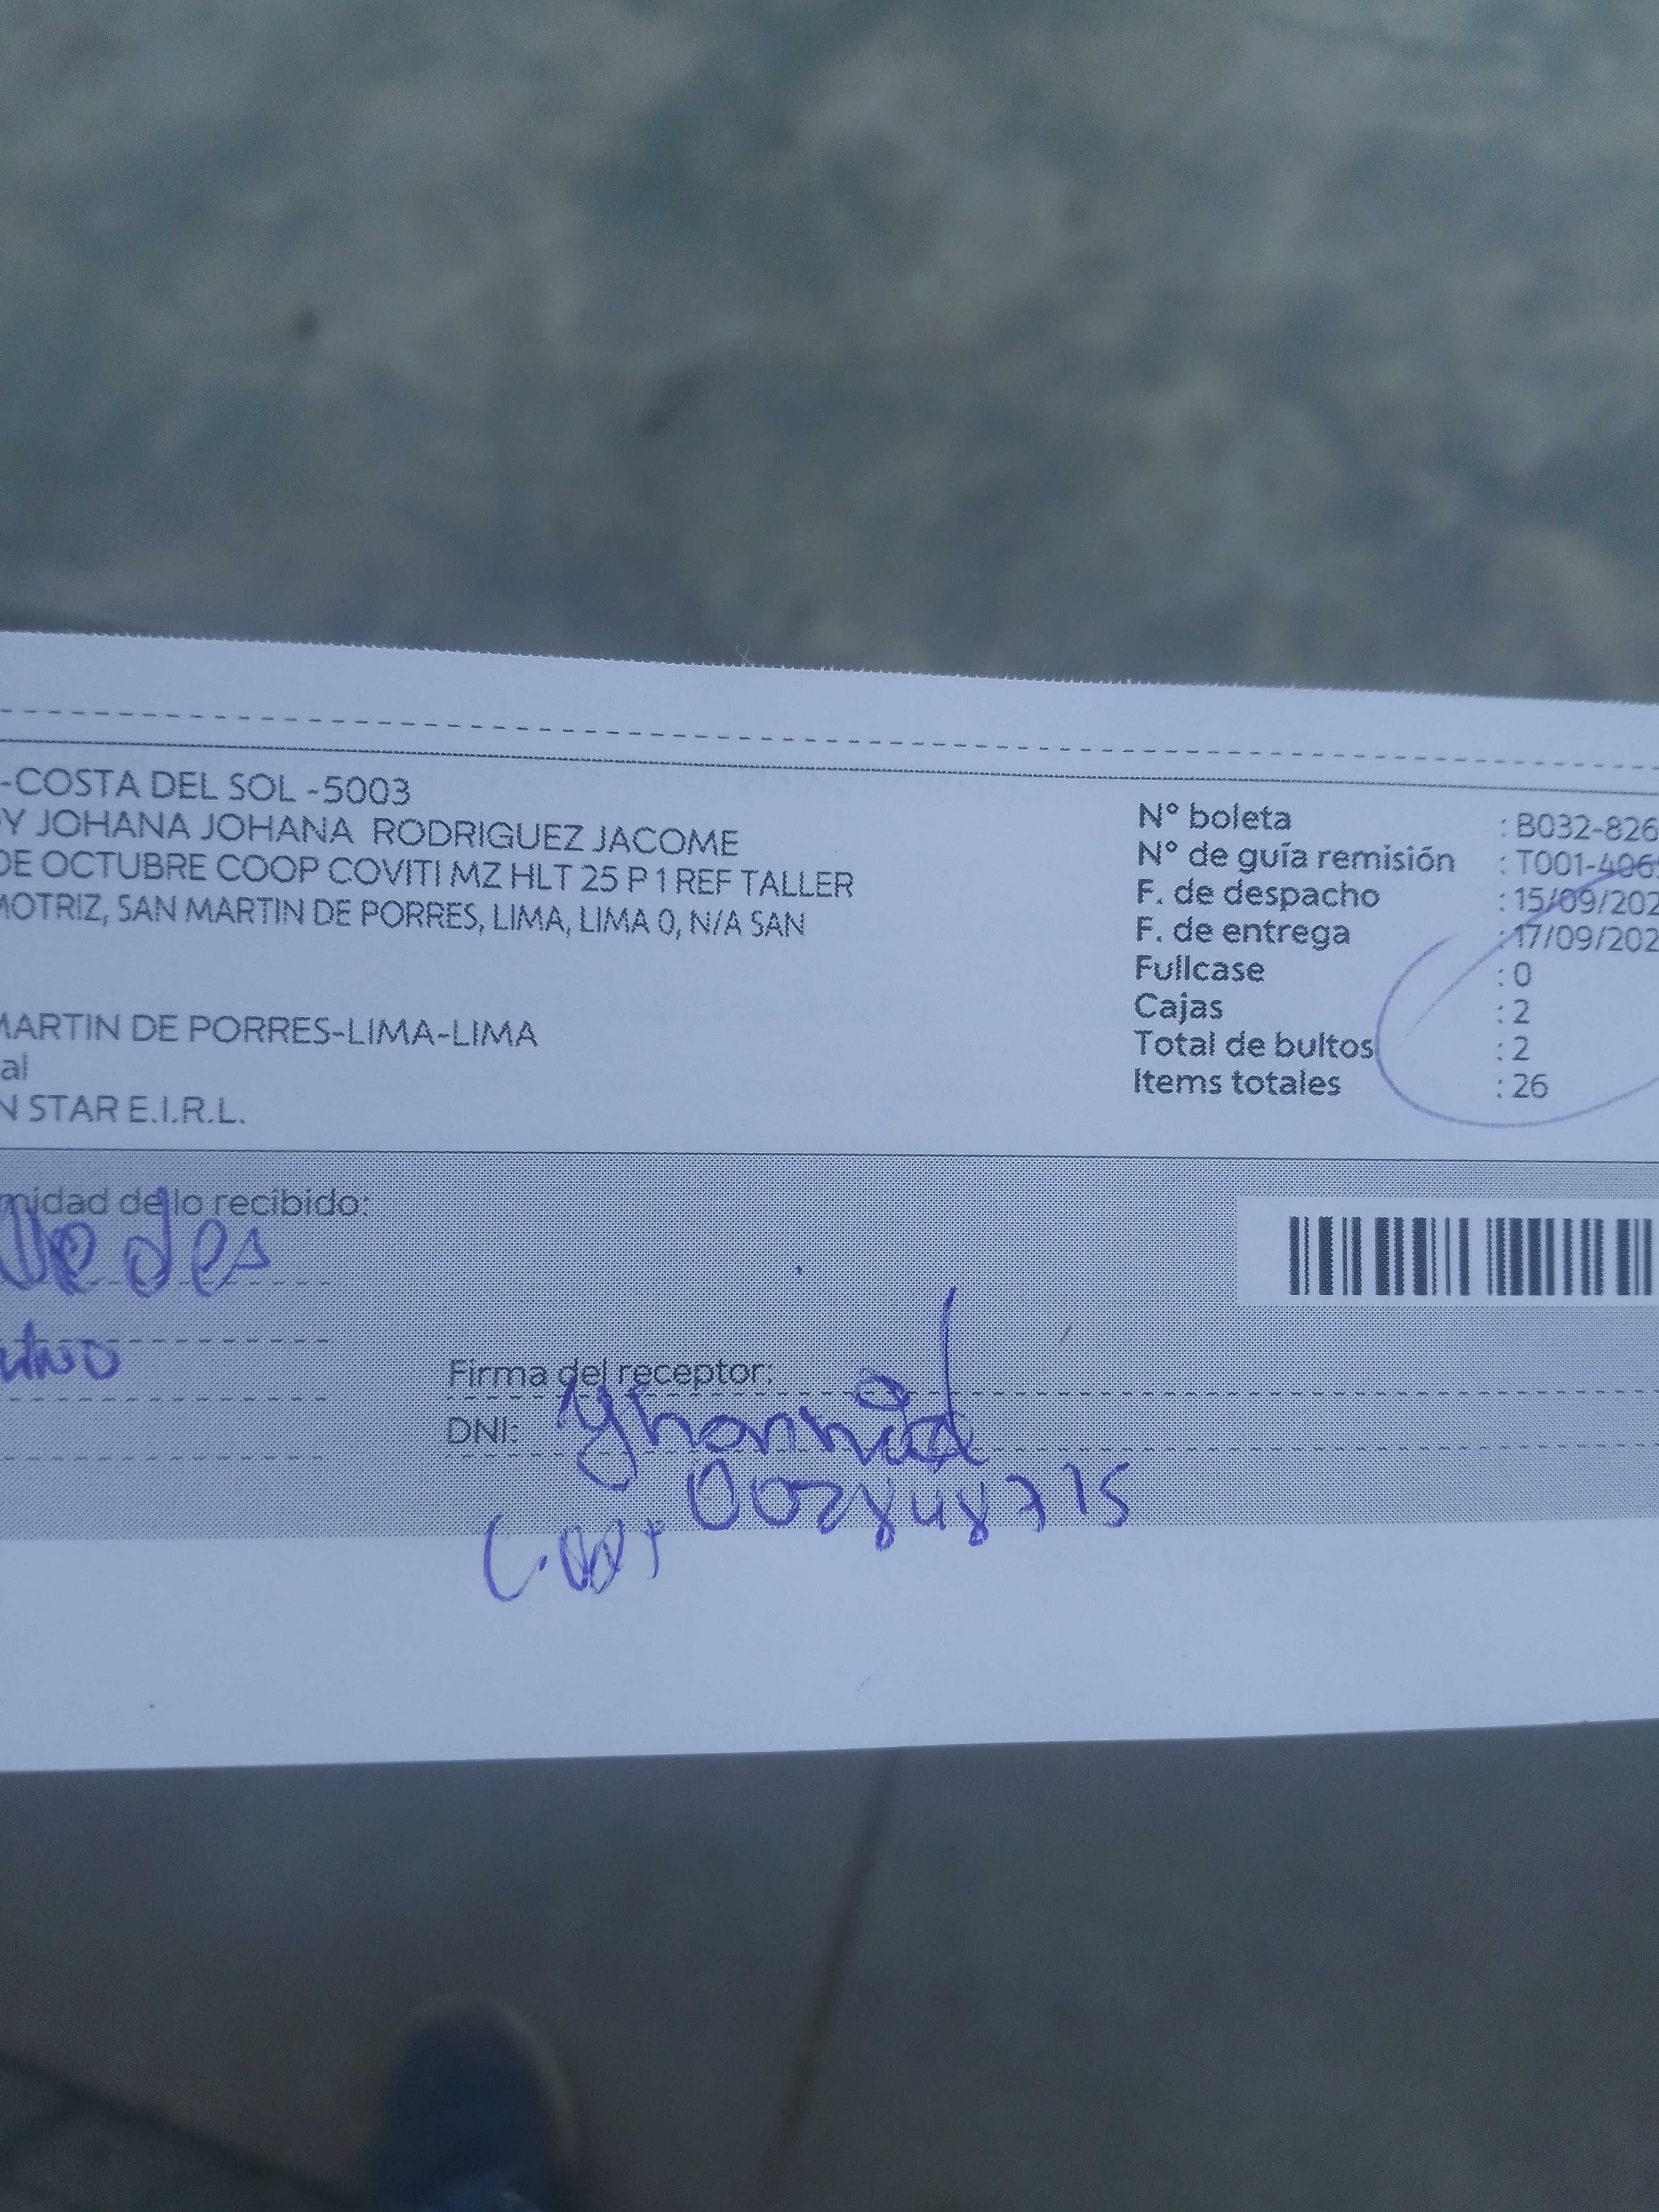 -COSTA DEL SOL -5003
Y JOHANA JOHANA RODRIGUEZ JACOME
DE OCTUBRE COOP COVITI MZ HLT 25 P 1 REF TALLER
MOTRIZ, SAN MARTIN DE PORRES, LIMA, LIMA 0, N/A SAN
MARTIN DE PORRES-LIMA-LIMA
al
N STAR E.I.R.L.
Nº boleta : B032-826
Nº de guía remisión : T001-406
F. de despacho : 15/09/202
F. de entrega : 17/09/202
Fullcase : 0
Cajas : 2
Total de bultos : 2
Items totales : 26
midad de lo recibido:
Firma del receptor:
DNI:
002848715